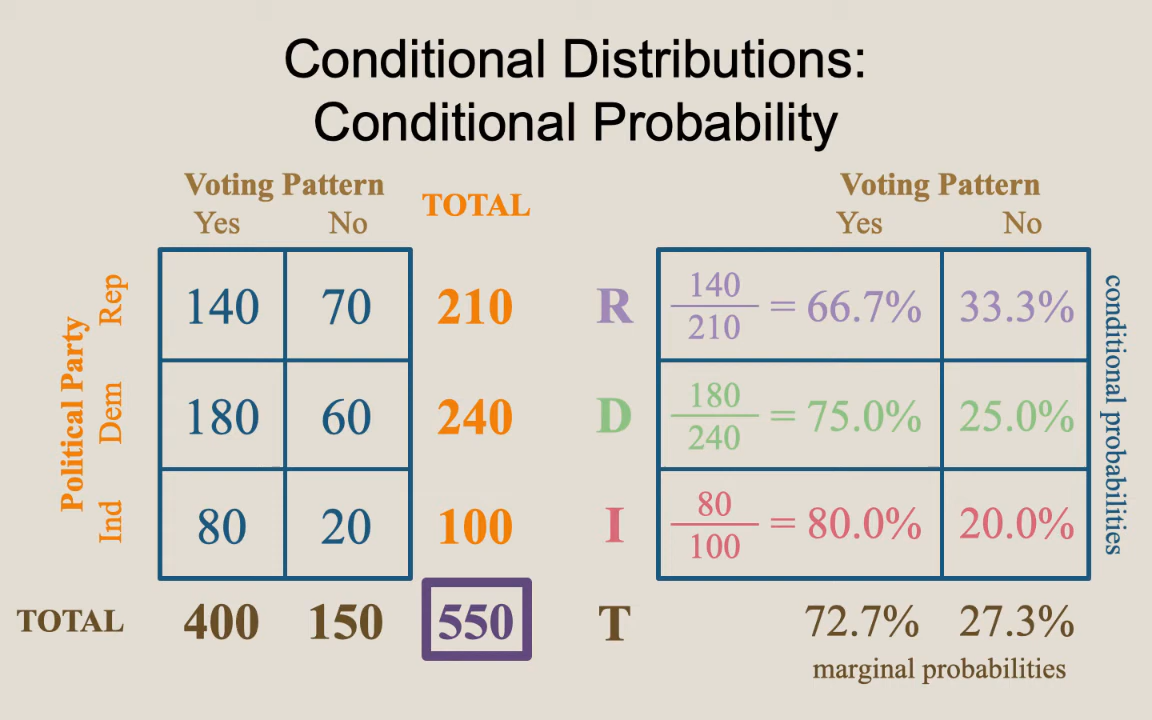 Conditional Distributions:
Conditional Probability
Voting Pattern
Yes No TOTAL
Political Party
Rep 140 70 210
Dem 180 60 240
Ind 80 20 100
TOTAL 400 150 550
Voting Pattern
Yes No
R 140/210 = 66.7% 33.3%
D 180/240 = 75.0% 25.0%
I 80/100 = 80.0% 20.0%
T 72.7% 27.3%
marginal probabilities
conditional probabilities